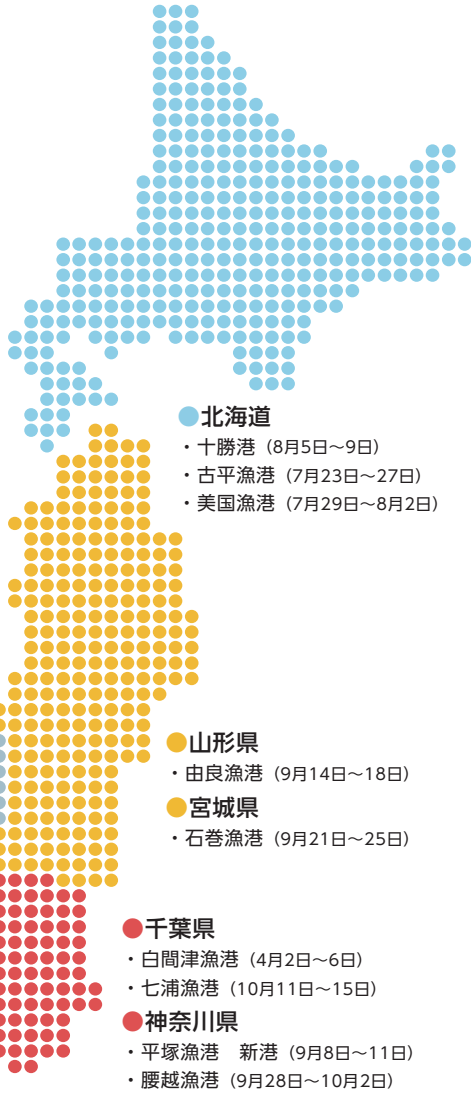 ●北海道
・十勝港（8月5日～9日）
・古平漁港（7月23日～27日）
・美国漁港（7月29日～8月2日）
●山形県
・由良漁港（9月14日～18日）
●宮城県
・石巻漁港（9月21日～25日）
●千葉県
・白間津漁港（4月2日～6日）
・七浦漁港（10月11日～15日）
●神奈川県
・平塚漁港　新港（9月8日～11日）
・腰越漁港（9月28日～10月2日）